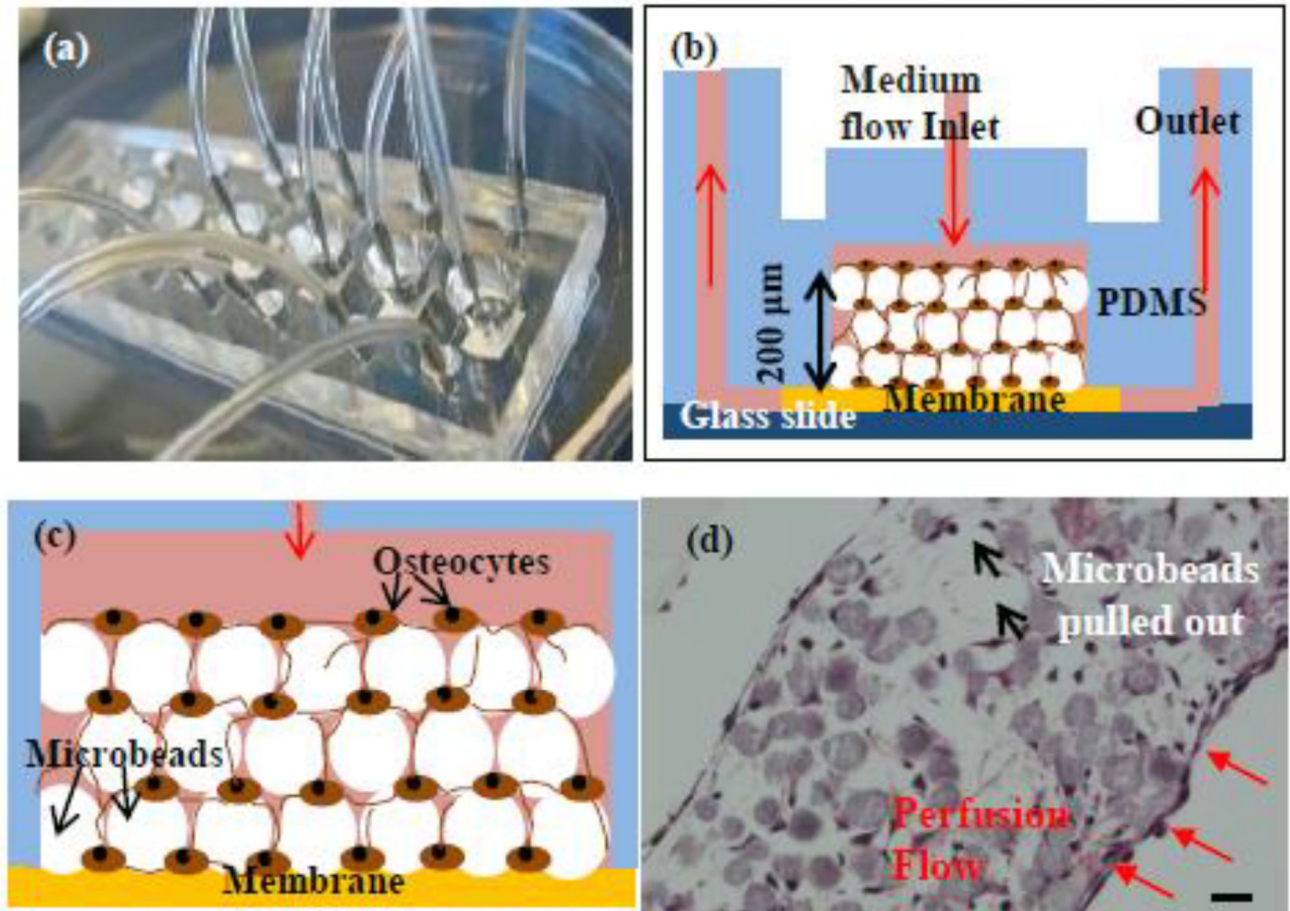 (a)
(b)
Medium
flow Inlet
Outlet
200 µm
PDMS
Membrane
Glass slide
(c)
Osteocytes
Microbeads
Membrane
(d)
Microbeads
pulled out
Perfusion
Flow